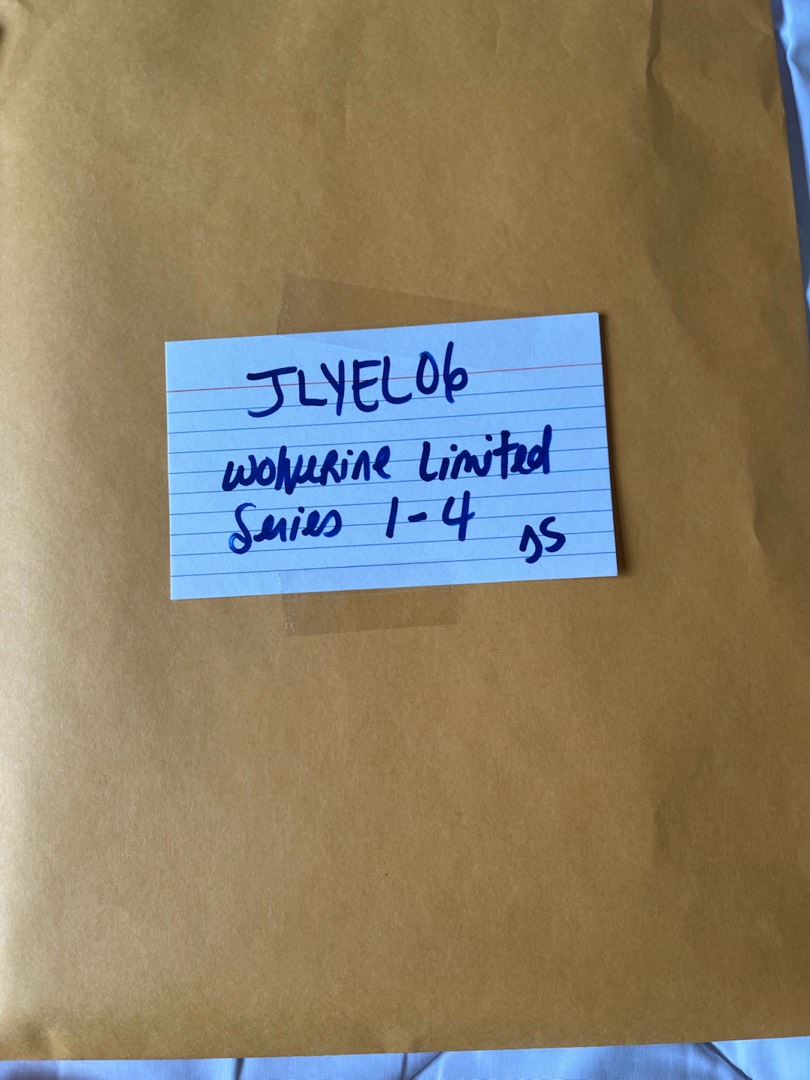 JLYEL06
Wolverine Limited
Series 1-4 DS